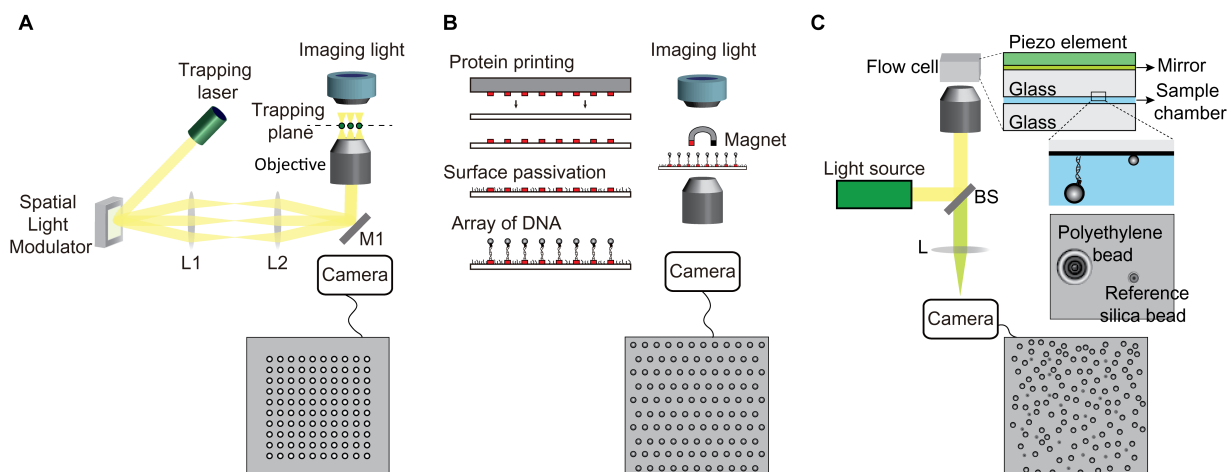 A
Imaging light
Trapping
laser
Trapping
plane
Objective
Spatial
Light
Modulator
L1
L2
M1
Camera
B
Protein printing
Imaging light
Magnet
Surface passivation
Array of DNA
Camera
C
Flow cell
Piezo element
Mirror
Glass
Sample
chamber
Glass
Light source
BS
L
Polyethylene
bead
Reference
silica bead
Camera